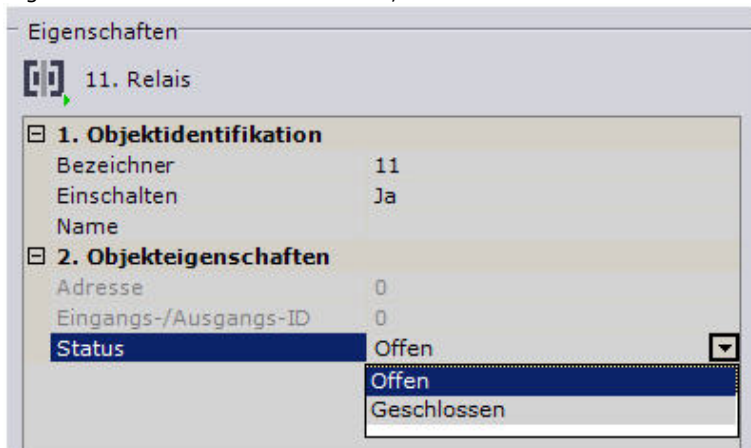 Eigenschaften
11. Relais
1. Objektidentifikation
Bezeichner 11
Einschalten Ja
Name
2. Objekteigenschaften
Adresse 0
Eingangs-/Ausgangs-ID 0
Status Offen
Offen
Geschlossen